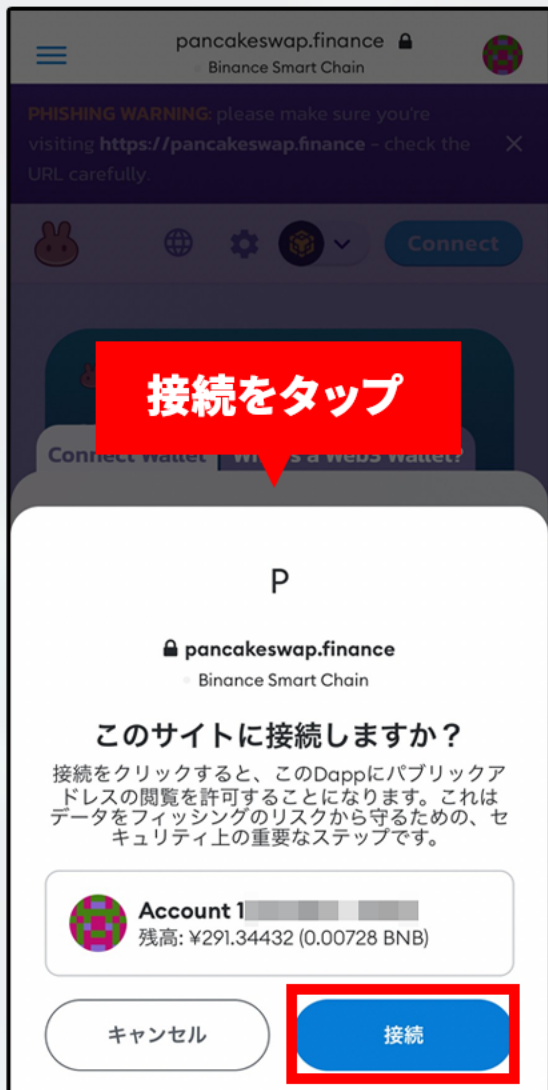 pancakeswap.finance
Binance Smart Chain
PHISHING WARNING: please make sure you're
visiting https://pancakeswap.finance - check the
URL carefully.
Connect
接続をタップ
Connect Wallet
P
pancakeswap.finance
Binance Smart Chain
このサイトに接続しますか？
接続をクリックすると、このDappにパブリックア
ドレスの閲覧を許可することになります。これは
データをフィッシングのリスクから守るための、セ
キュリティ上の重要なステップです。
Account 1
残高: ¥291.34432 (0.00728 BNB)
キャンセル
接続